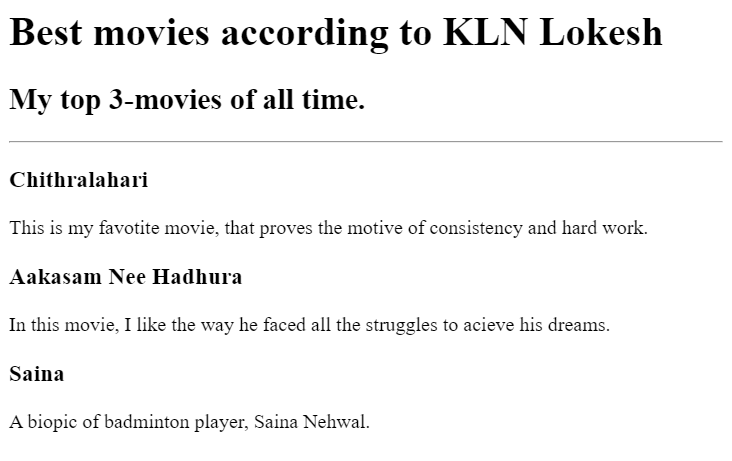 Best movies according to KLN Lokesh
My top 3-movies of all time.
Chithralahari
This is my favotite movie, that proves the motive of consistency and hard work.
Aakasam Nee Hadhura
In this movie, I like the way he faced all the struggles to acieve his dreams.
Saina
A biopic of badminton player, Saina Nehwal.